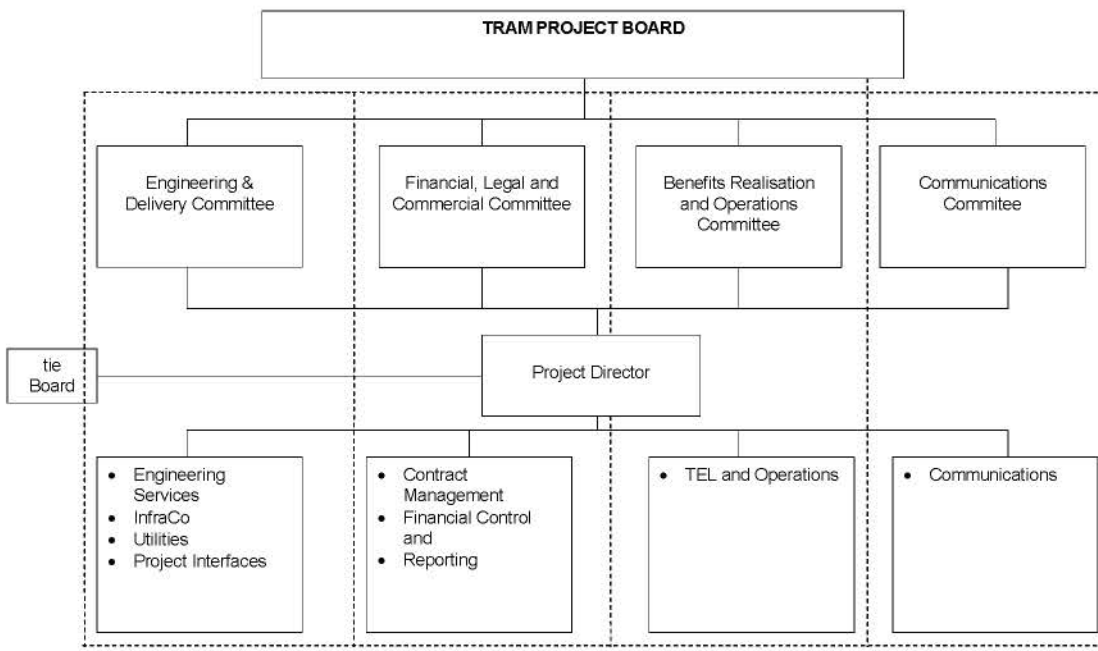 TRAM PROJECT BOARD
Engineering &
Delivery Committee
Financial, Legal and
Commercial Committee
Benefits Realisation
and Operations
Committee
Communications
Commitee
tie
Board
Project Director
• Engineering
Services
• InfraCo
• Utilities
• Project Interfaces
• Contract
Management
• Financial Control
and
• Reporting
• TEL and Operations
• Communications